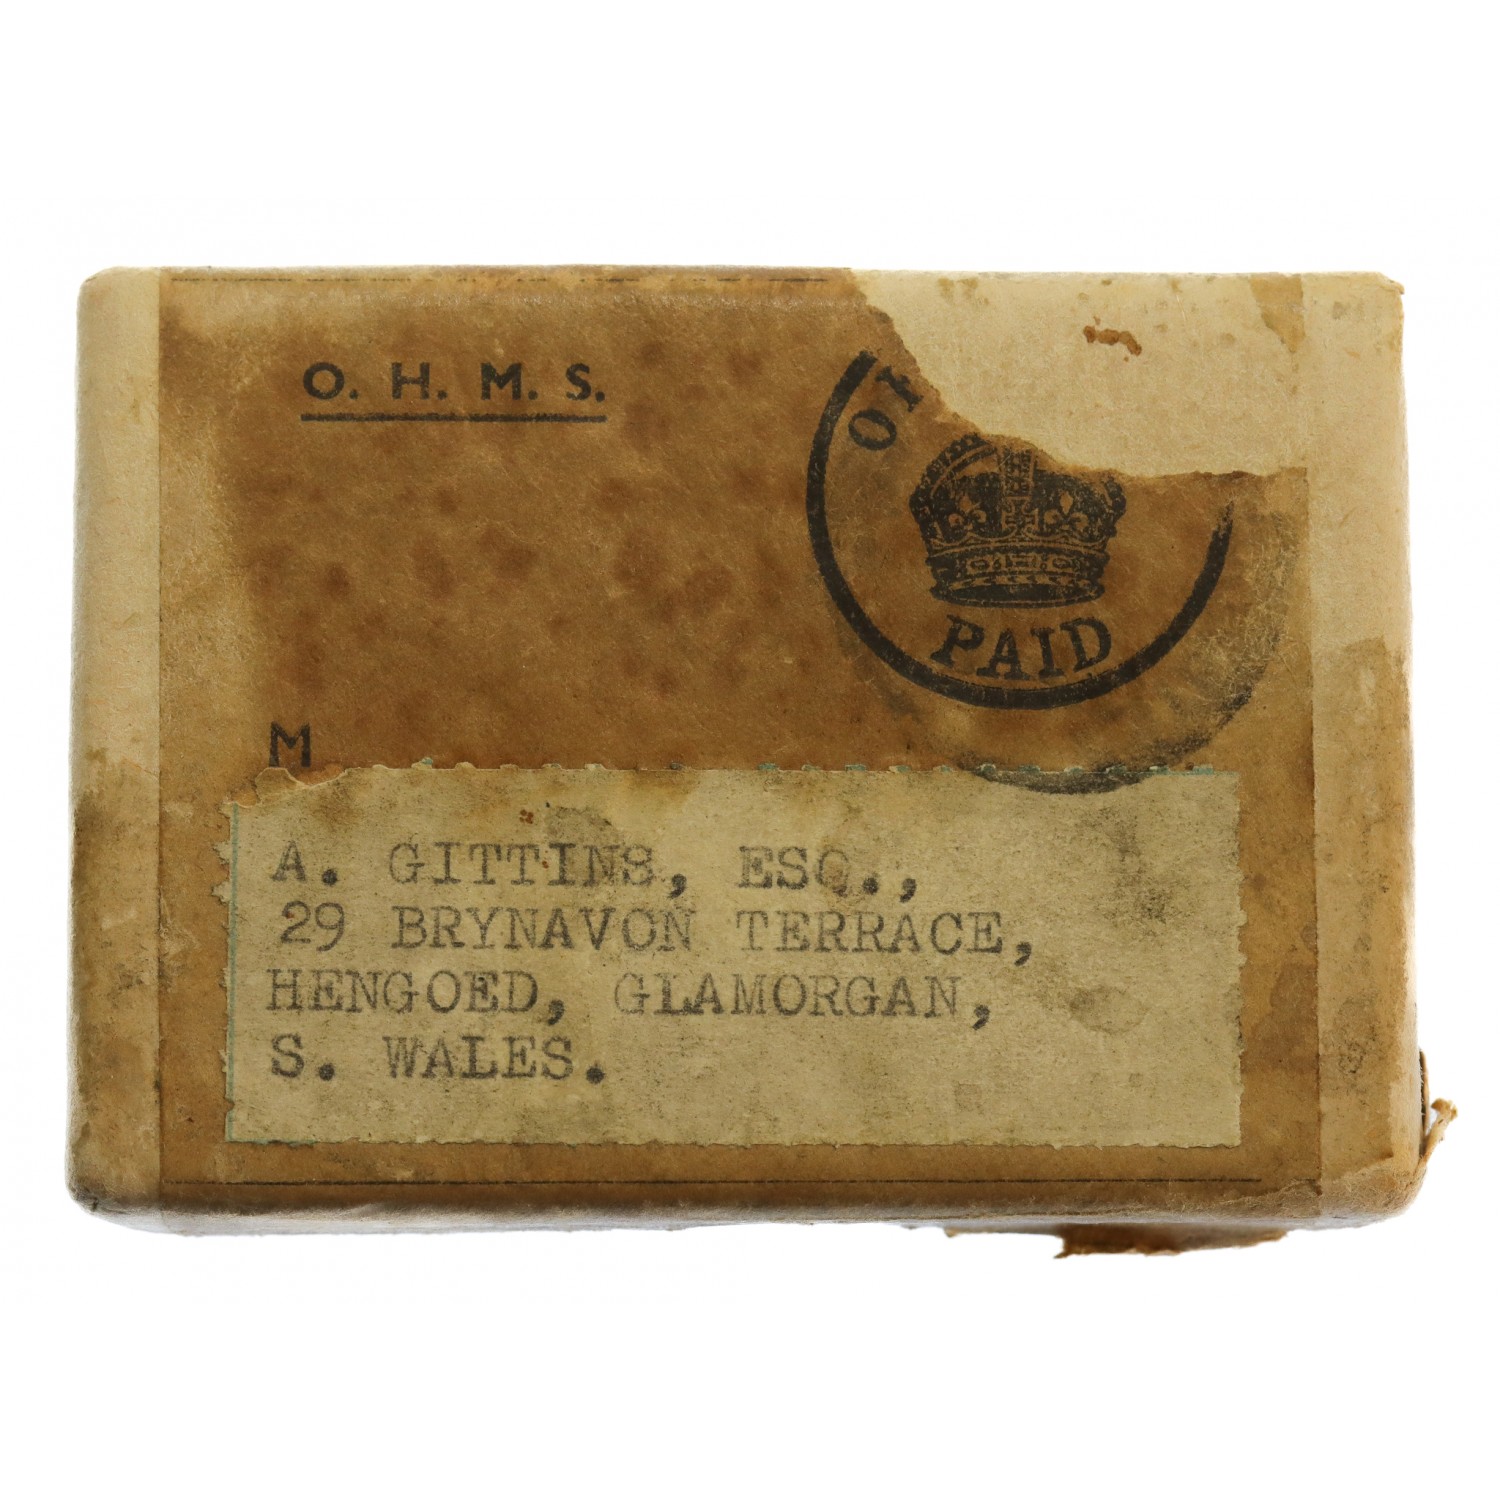 O. H. M. S.
PAID
M
A. GITTINS, ESQ.,
29 BRYNAVON TERRACE,
HENGOED, GLAMORGAN,
S. WALES.